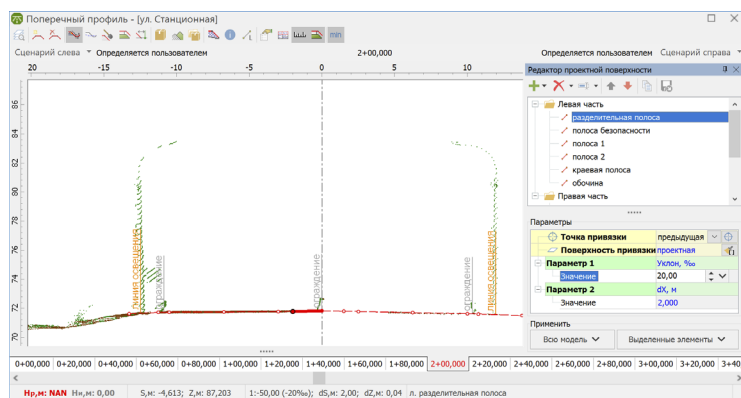 Поперечный профиль - [ул. Станционная]
min
Сценарий слева Определяется пользователем 2+00,000 Определяется пользователем Сценарий справа
20 -15 -10 -5 0 5 10
86
84
82
80
78
76
74
72
70
линия освещения
ограждение
ограждение
ограждение
линия освещения
Редактор проектной поверхности
Левая часть
разделительная полоса
полоса безопасности
полоса 1
полоса 2
краевая полоса
обочина
Правая часть
Параметры
Точка привязки предыдущая
Поверхность привязки проектная
Параметр 1 Уклон, ‰
Значение 20,00
Параметр 2 dX, м
Значение 2,000
Применить
Всю модель Выделенные элементы
0+00,000 0+20,000 0+40,000 0+60,000 0+80,000 1+00,000 1+20,000 1+40,000 1+60,000 1+80,000 2+00,000 2+20,000 2+40,000 2+60,000 2+80,000 3+00,000 3+20,000 3+40
Hр,м: NAN Hн,м: 0,00 S,м: -4,613; Z,м: 87,203 1:-50,00 (-20‰); dS,м: 2,00; dZ,м: 0,04 л. разделительная полоса